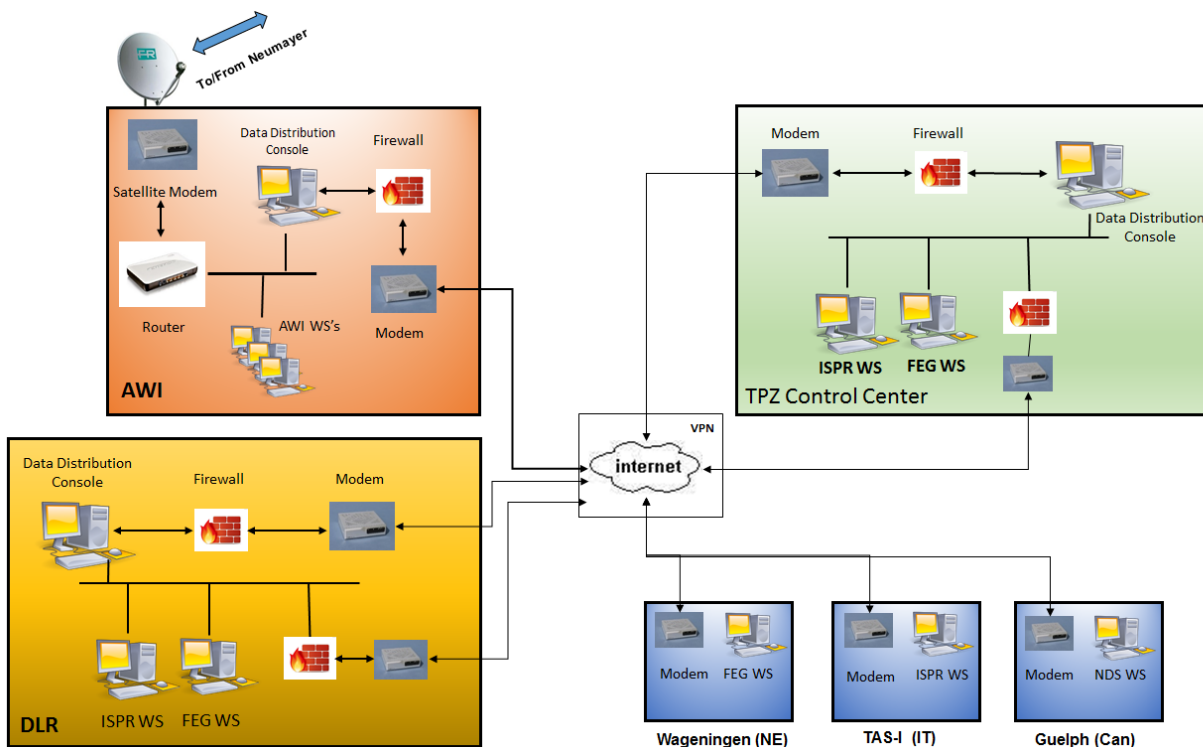 To/From Neumayer
Data Distribution
Console
Firewall
Satellite Modem
Router
AWI WS's
Modem
AWI
Modem
Firewall
Data Distribution
Console
ISPR WS
FEG WS
TPZ Control Center
VPN
internet
Data Distribution
Console
Firewall
Modem
ISPR WS
FEG WS
DLR
Modem
FEG WS
Wageningen (NE)
Modem
ISPR WS
TAS-I (IT)
Modem
NDS WS
Guelph (Can)